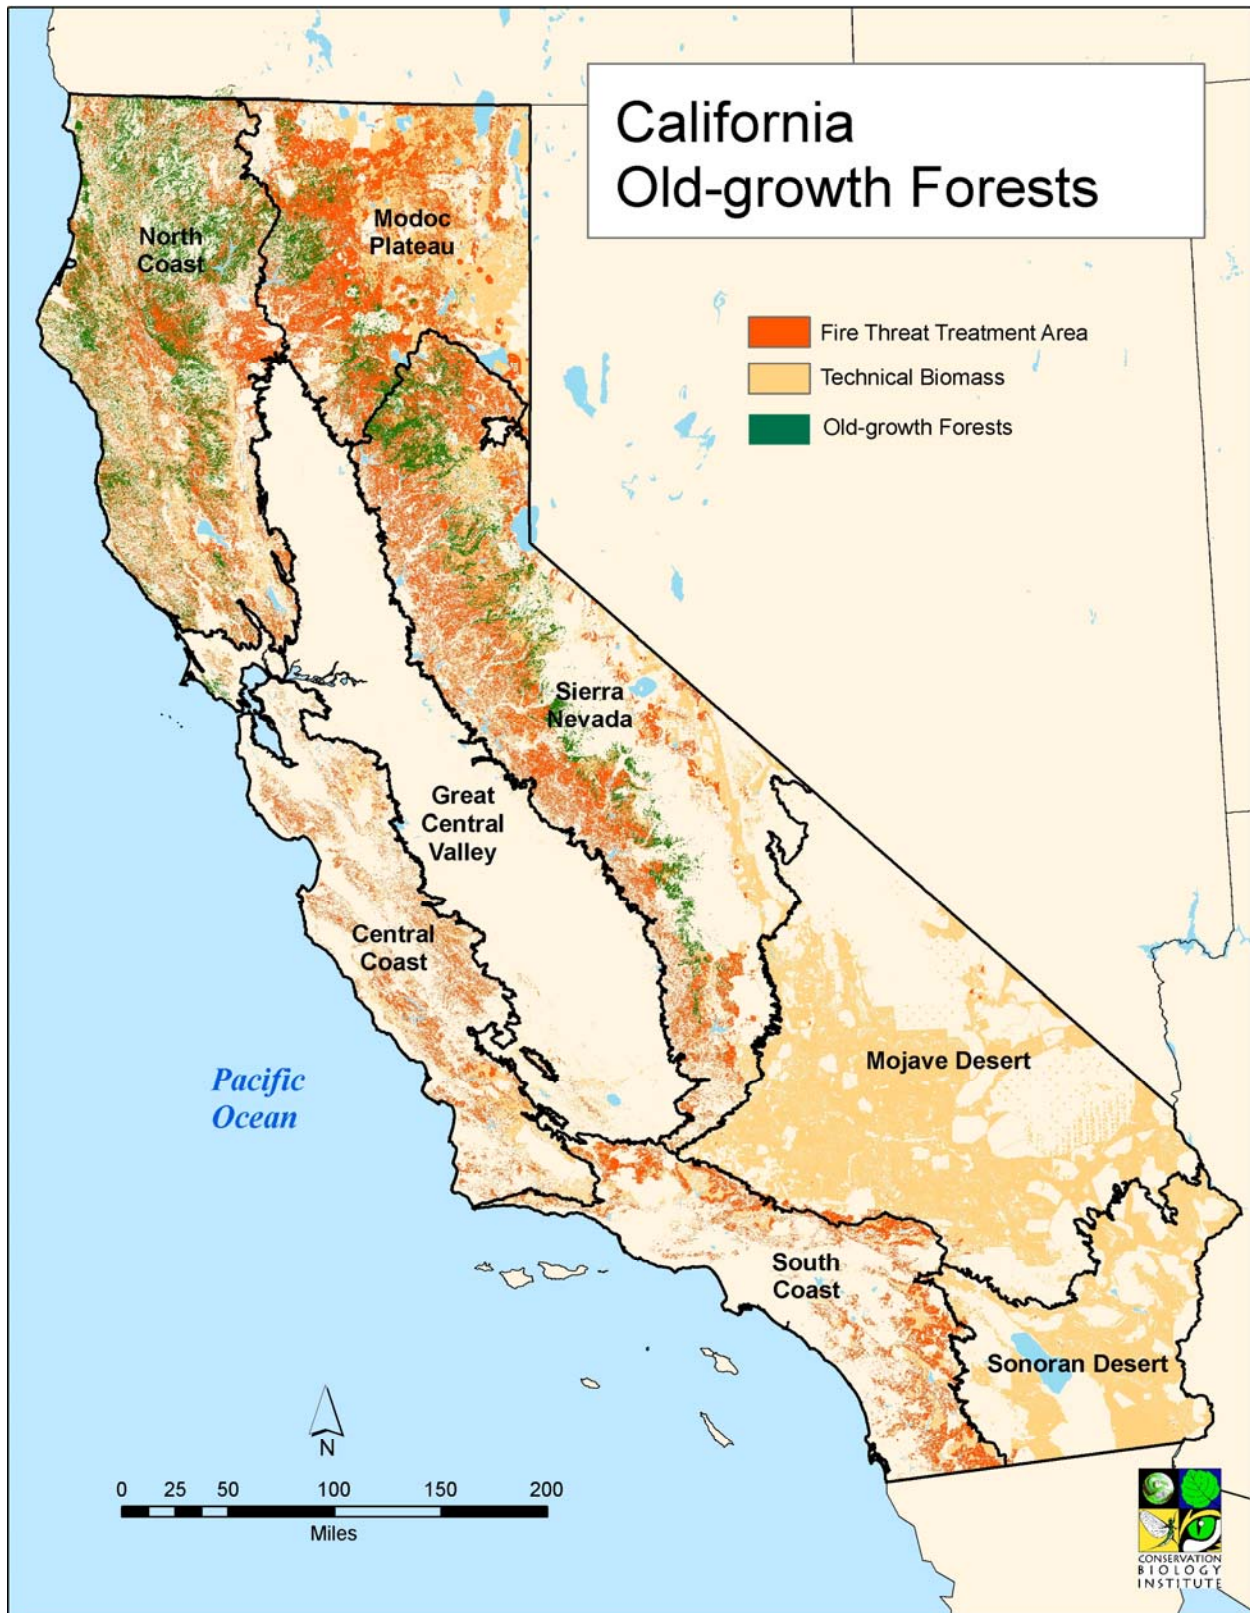 California
Old-growth Forests
Fire Threat Treatment Area
Technical Biomass
Old-growth Forests
North
Coast
Modoc
Plateau
Sierra
Nevada
Great
Central
Valley
Central
Coast
Pacific
Ocean
Mojave Desert
South
Coast
Sonoran Desert
N
0 25 50 100 150 200
Miles
CONSERVATION
BIOLOGY
INSTITUTE